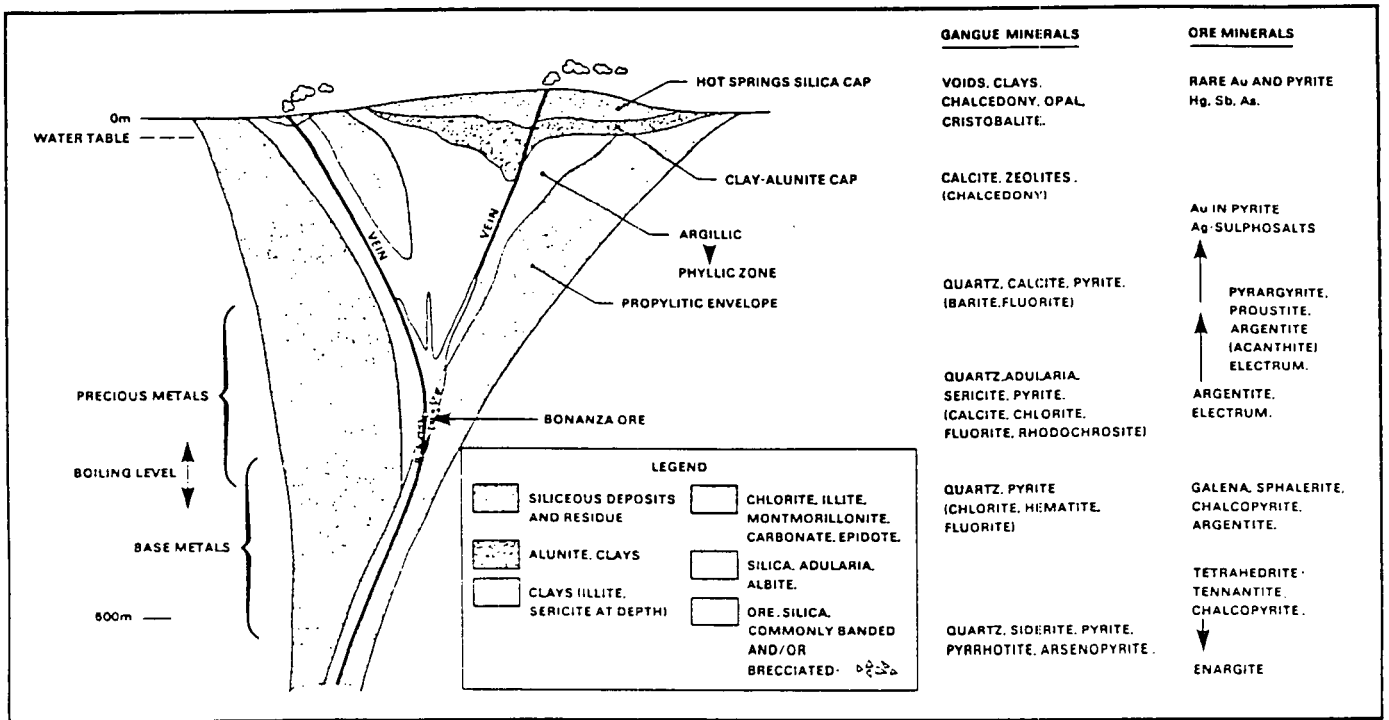 HOT SPRINGS SILICA CAP
0m
WATER TABLE
CLAY-ALUNITE CAP
VEIN
VEIN
ARGILLIC
PHYLLIC ZONE
PROPYLITIC ENVELOPE
PRECIOUS METALS
BONANZA ORE
BOILING LEVEL
BASE METALS
600m
LEGEND
SILICEOUS DEPOSITS
AND RESIDUE
ALUNITE, CLAYS
CLAYS (ILLITE,
SERICITE AT DEPTH)
CHLORITE, ILLITE,
MONTMORILLONITE,
CARBONATE, EPIDOTE.
SILICA, ADULARIA,
ALBITE.
ORE, SILICA,
COMMONLY BANDED
AND/OR
BRECCIATED-
GANGUE MINERALS
VOIDS, CLAYS,
CHALCEDONY, OPAL,
CRISTOBALITE.
CALCITE, ZEOLITES.
(CHALCEDONY)
QUARTZ, CALCITE, PYRITE.
(BARITE, FLUORITE)
QUARTZ, ADULARIA,
SERICITE, PYRITE.
(CALCITE, CHLORITE,
FLUORITE, RHODOCHROSITE)
QUARTZ, PYRITE
(CHLORITE, HEMATITE,
FLUORITE)
QUARTZ, SIDERITE, PYRITE,
PYRRHOTITE, ARSENOPYRITE.
ORE MINERALS
RARE Au AND PYRITE
Hg, Sb, As.
Au IN PYRITE
Ag-SULPHOSALTS
PYRARGYRITE,
PROUSTITE,
ARGENTITE
(ACANTHITE)
ELECTRUM.
ARGENTITE,
ELECTRUM.
GALENA, SPHALERITE,
CHALCOPYRITE,
ARGENTITE.
TETRAHEDRITE-
TENNANTITE,
CHALCOPYRITE.
ENARGITE